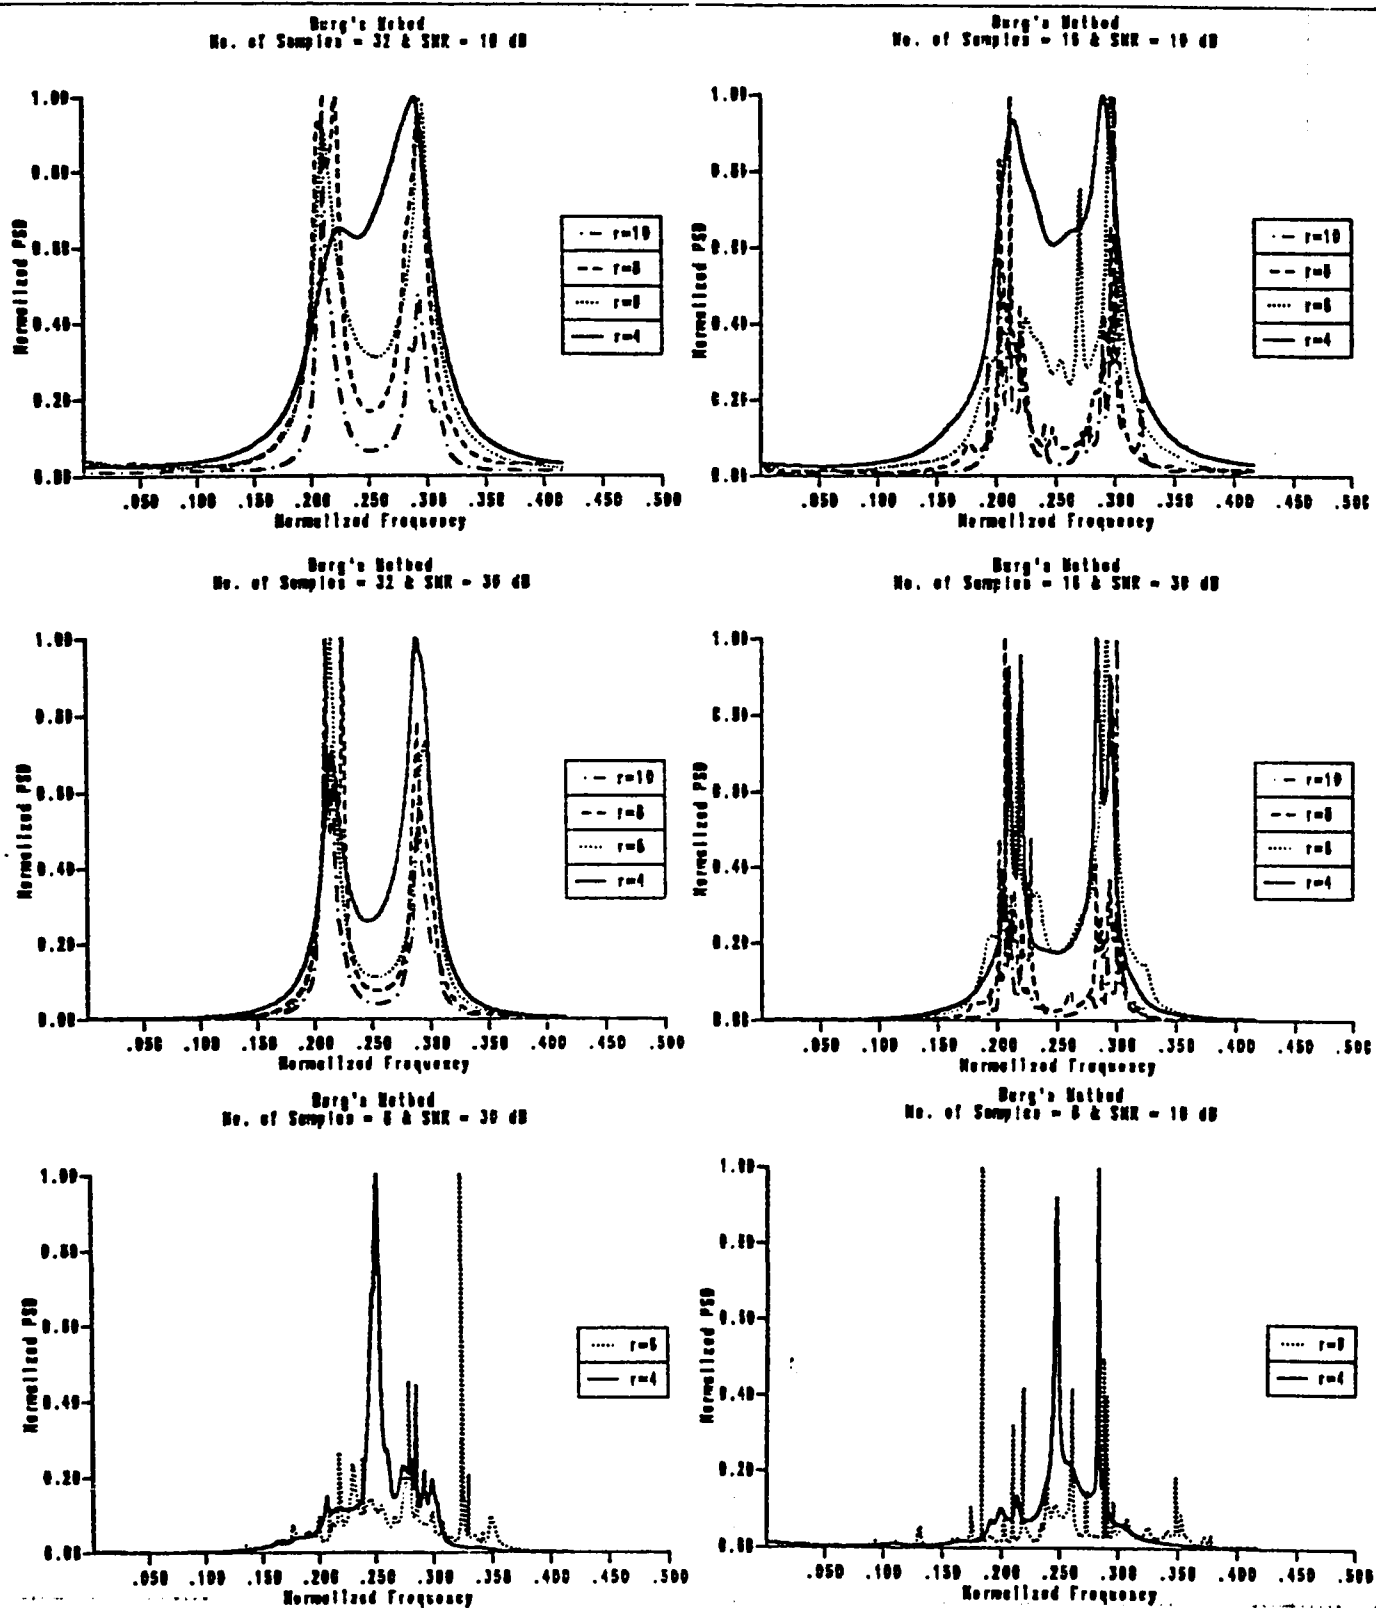 Burg's Method
No. of Samples = 32 & SNR = 10 dB
1.00
0.80
0.60
0.40
0.20
0.00
Normalized PSD
r=10
r=8
r=6
r=4
.050 .100 .150 .200 .250 .300 .350 .400 .450 .500
Normalized Frequency
Burg's Method
No. of Samples = 16 & SNR = 10 dB
1.00
0.80
0.60
0.40
0.20
0.00
Normalized PSD
r=10
r=8
r=6
r=4
.050 .100 .150 .200 .250 .300 .350 .400 .450 .500
Normalized Frequency
Burg's Method
No. of Samples = 32 & SNR = 30 dB
1.00
0.80
0.60
0.40
0.20
0.00
Normalized PSD
r=10
r=8
r=6
r=4
.050 .100 .150 .200 .250 .300 .350 .400 .450 .500
Normalized Frequency
Burg's Method
No. of Samples = 16 & SNR = 30 dB
1.00
0.80
0.60
0.40
0.20
0.00
Normalized PSD
r=10
r=8
r=6
r=4
.050 .100 .150 .200 .250 .300 .350 .400 .450 .500
Normalized Frequency
Burg's Method
No. of Samples = 8 & SNR = 30 dB
1.00
0.80
0.60
0.40
0.20
0.00
Normalized PSD
r=6
r=4
.050 .100 .150 .200 .250 .300 .350 .400 .450 .500
Normalized Frequency
Burg's Method
No. of Samples = 8 & SNR = 10 dB
1.00
0.80
0.60
0.40
0.20
0.00
Normalized PSD
r=6
r=4
.050 .100 .150 .200 .250 .300 .350 .400 .450 .500
Normalized Frequency